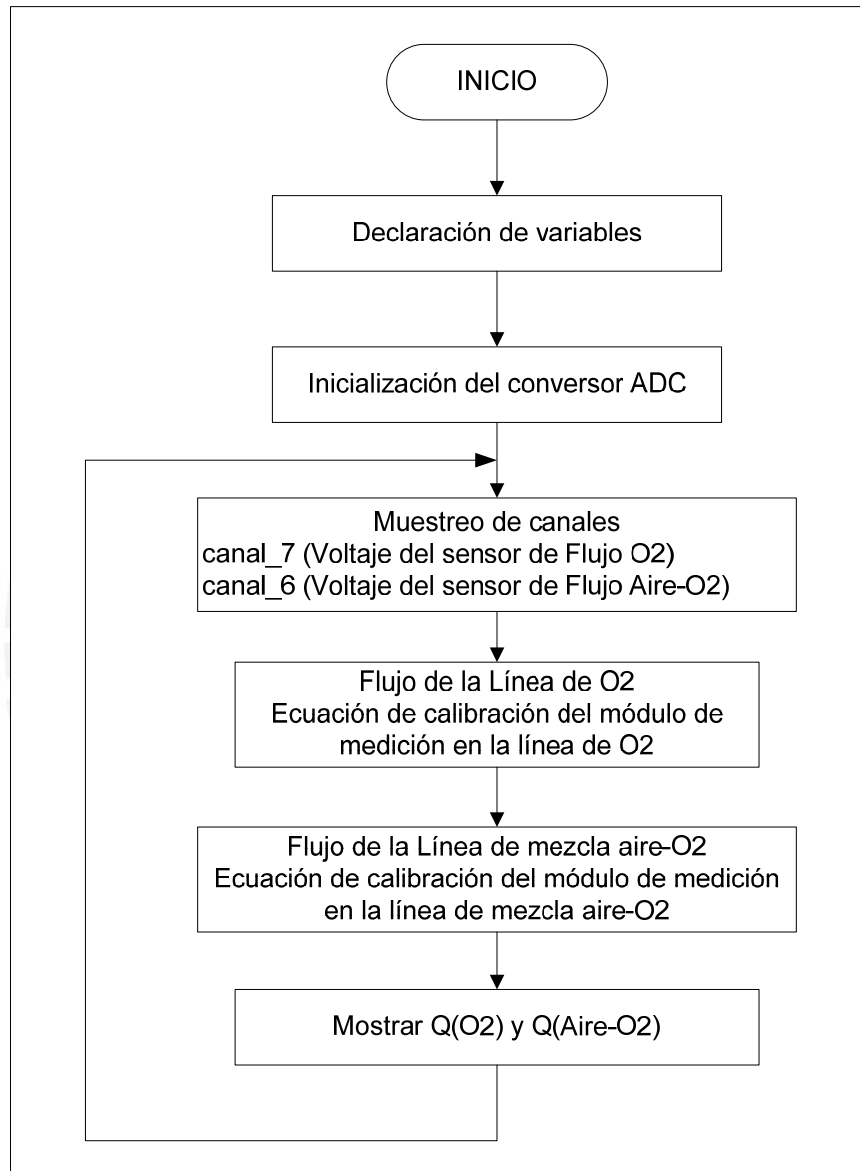 INICIO
Declaración de variables
Inicialización del conversor ADC
Muestreo de canales
canal_7 (Voltaje del sensor de Flujo O2)
canal_6 (Voltaje del sensor de Flujo Aire-O2)
Flujo de la Línea de O2
Ecuación de calibración del módulo de
medición en la línea de O2
Flujo de la Línea de mezcla aire-O2
Ecuación de calibración del módulo de medición
en la línea de mezcla aire-O2
Mostrar Q(O2) y Q(Aire-O2)